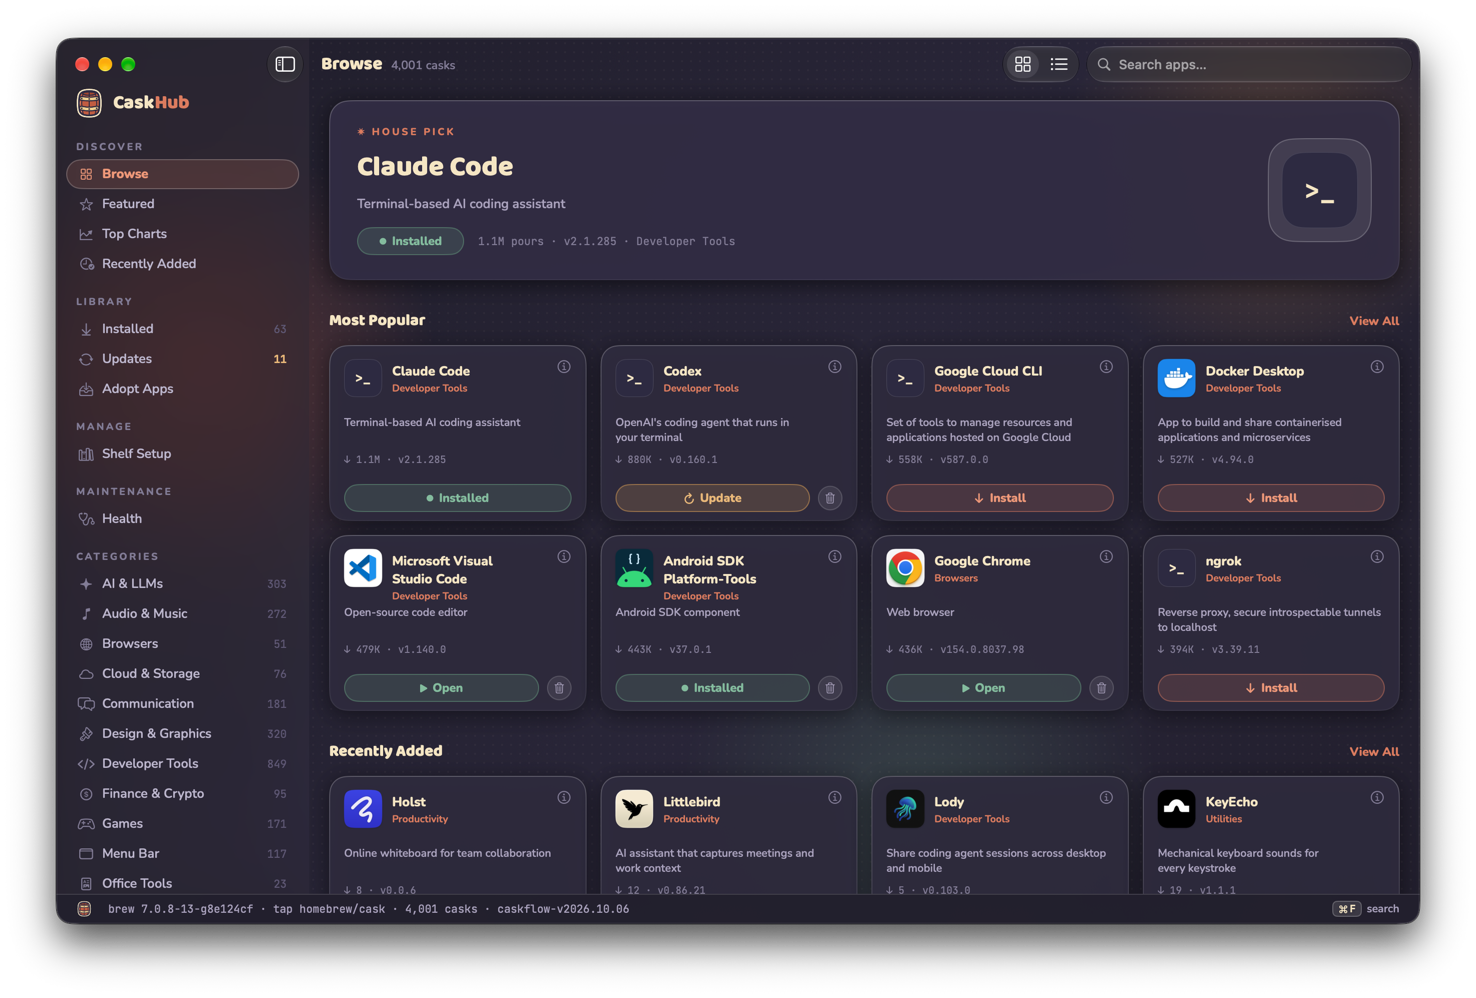 CaskHub
DISCOVER
Browse
Featured
Top Charts
Recently Added
LIBRARY
Installed 63
Updates 11
Adopt Apps
MANAGE
Shelf Setup
MAINTENANCE
Health
CATEGORIES
AI & LLMs 303
Audio & Music 272
Browsers 51
Cloud & Storage 76
Communication 181
Design & Graphics 320
Developer Tools 849
Finance & Crypto 95
Games 171
Menu Bar 117
Office Tools 23
Browse 4,001 casks
Search apps...
HOUSE PICK
Claude Code
Terminal-based AI coding assistant
Installed 1.1M pours · v2.1.285 · Developer Tools
>_
Most Popular View All
>_
Claude Code
Developer Tools
Terminal-based AI coding assistant
↓ 1.1M · v2.1.285
Installed
>_
Codex
Developer Tools
OpenAI's coding agent that runs in
your terminal
↓ 880K · v0.160.1
Update
>_
Google Cloud CLI
Developer Tools
Set of tools to manage resources and
applications hosted on Google Cloud
↓ 558K · v587.0.0
↓ Install
Docker Desktop
Developer Tools
App to build and share containerised
applications and microservices
↓ 527K · v4.94.0
↓ Install
Microsoft Visual
Studio Code
Developer Tools
Open-source code editor
↓ 479K · v1.140.0
Open
{ }
Android SDK
Platform-Tools
Developer Tools
Android SDK component
↓ 443K · v37.0.1
Installed
Google Chrome
Browsers
Web browser
↓ 436K · v154.0.8037.98
Open
>_
ngrok
Developer Tools
Reverse proxy, secure introspectable tunnels
to localhost
↓ 394K · v3.39.11
↓ Install
Recently Added View All
Holst
Productivity
Online whiteboard for team collaboration
↓ 8 · v0.0.6
Littlebird
Productivity
AI assistant that captures meetings and
work context
↓ 12 · v0.86.21
Lody
Developer Tools
Share coding agent sessions across desktop
and mobile
↓ 5 · v0.103.0
KeyEcho
Utilities
Mechanical keyboard sounds for
every keystroke
↓ 19 · v1.1.1
brew 7.0.8-13-g8e124cf · tap homebrew/cask · 4,001 casks · caskflow-v2026.10.06
⌘F search